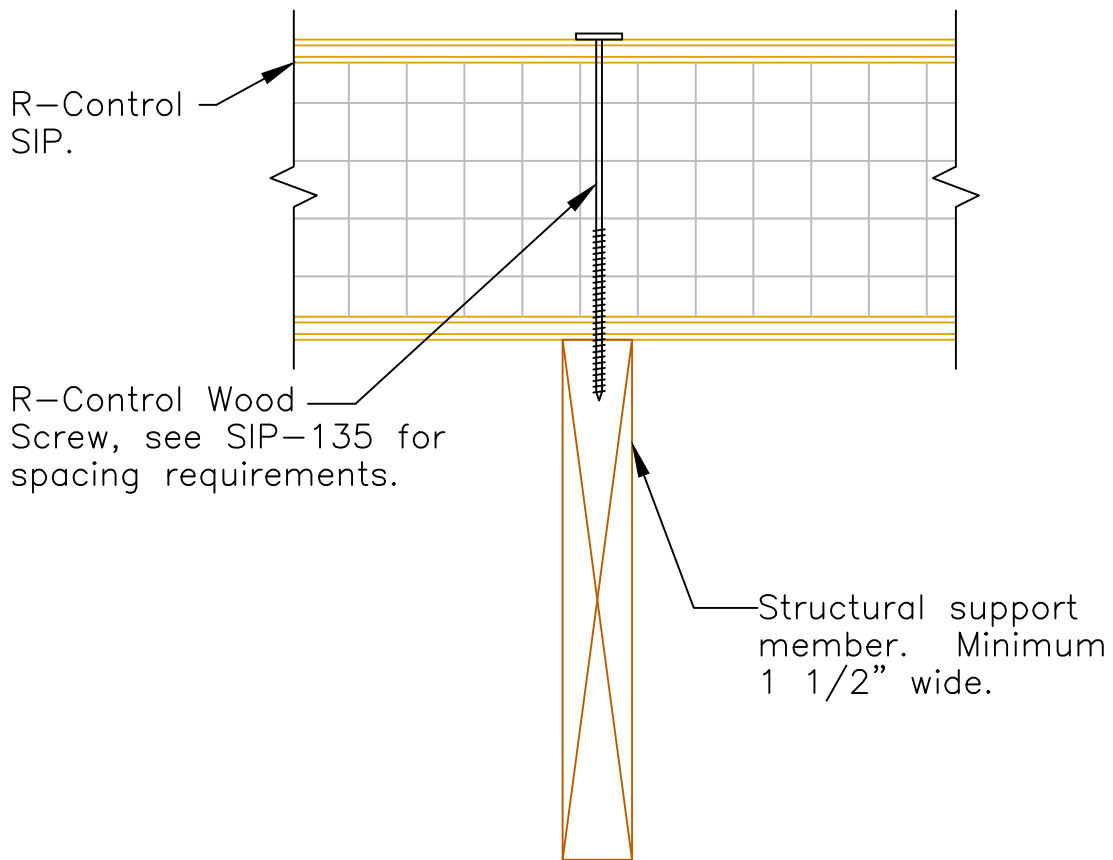 R-Control
SIP.
R-Control Wood
Screw, see SIP-135 for
spacing requirements.
Structural support
member. Minimum
1 1/2” wide.